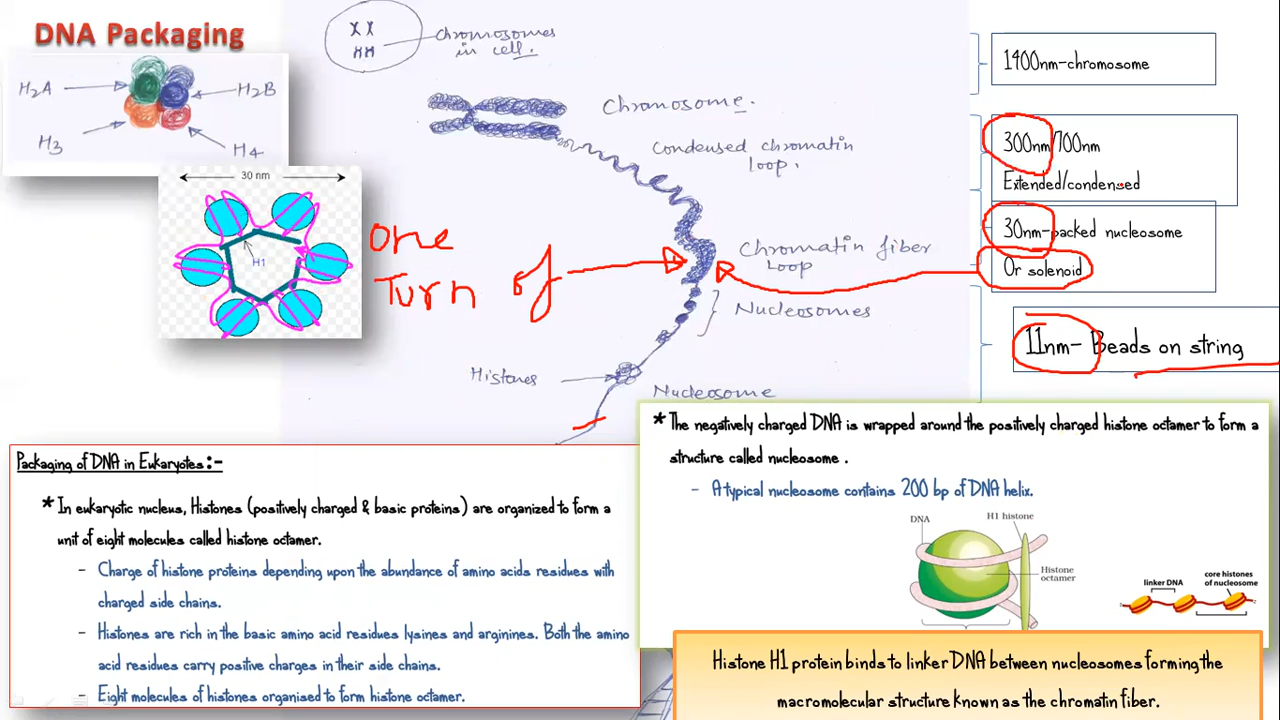 DNA Packaging
H2A
H2B
H3
H4
30 nm
H1
One
Turn of
Chromosomes
in cell.
Chromosome.
Condensed chromatin
loop.
Chromatin fiber
Loop
Nucleosomes
Histones
Nucleosome
1400nm-chromosome
300nm/700nm
Extended/condensed
30nm-packed nucleosome
Or solenoid
11nm- Beads on string
Packaging of DNA in Eukaryotes:-
* In eukaryotic nucleus, Histones (positively charged & basic proteins) are organized to form a
unit of eight molecules called histone octamer.
- Charge of histone proteins depending upon the abundance of amino acids residues with
charged side chains.
- Histones are rich in the basic amino acid residues lysines and arginines. Both the amino
acid residues carry positive charges in their side chains.
- Eight molecules of histones organised to form histone octamer.
* The negatively charged DNA is wrapped around the positively charged histone octamer to form a
structure called nucleosome .
- A typical nucleosome contains 200 bp of DNA helix.
DNA
H1 histone
Histone
octamer
linker DNA
core histones
of nucleosome
Histone H1 protein binds to linker DNA between nucleosomes forming the
macromolecular structure known as the chromatin fiber.